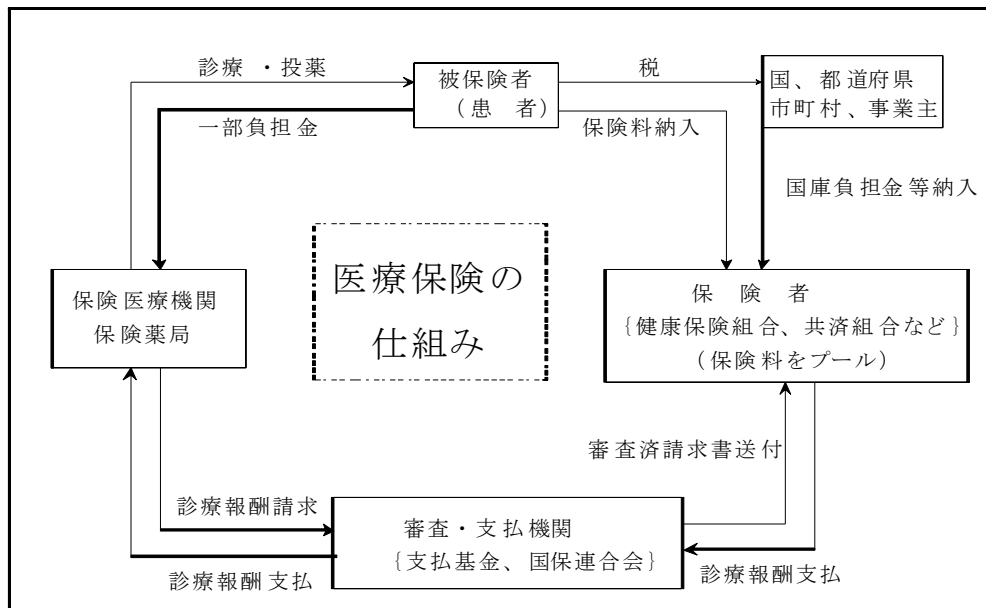 診療・投薬
被保険者
（患　者）
税
国、都道府県
市町村、事業主
一部負担金
保険料納入
国庫負担金等納入
医療保険の
仕組み
保険医療機関
保険薬局
保　険　者
｛健康保険組合、共済組合など｝
（保険料をプール）
審査済請求書送付
診療報酬請求
審査・支払機関
｛支払基金、国保連合会｝
診療報酬支払
診療報酬支払